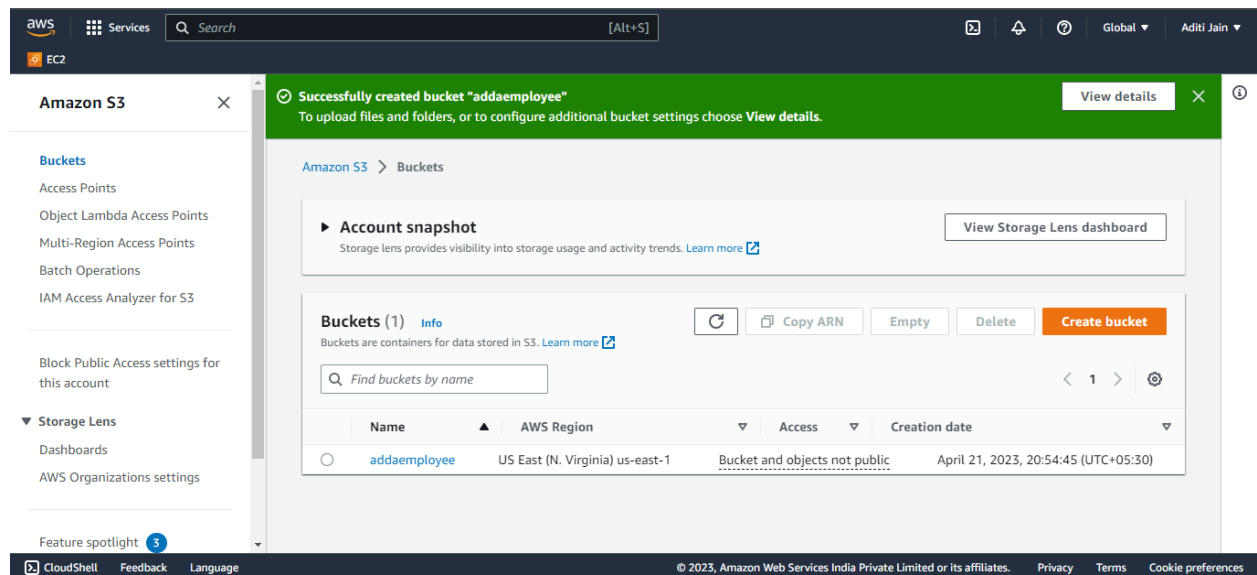 aws Services Search [Alt+S] Global Aditi Jain
EC2
Amazon S3
Buckets
Access Points
Object Lambda Access Points
Multi-Region Access Points
Batch Operations
IAM Access Analyzer for S3
Block Public Access settings for
this account
Storage Lens
Dashboards
AWS Organizations settings
Feature spotlight 3
Successfully created bucket "addaemployee"
To upload files and folders, or to configure additional bucket settings choose View details.
View details
Amazon S3 > Buckets
Account snapshot
Storage lens provides visibility into storage usage and activity trends. Learn more
View Storage Lens dashboard
Buckets (1) Info
Buckets are containers for data stored in S3. Learn more
Copy ARN Empty Delete Create bucket
Find buckets by name
< 1 >
Name AWS Region Access Creation date
addaemployee US East (N. Virginia) us-east-1 Bucket and objects not public April 21, 2023, 20:54:45 (UTC+05:30)
CloudShell Feedback Language © 2023, Amazon Web Services India Private Limited or its affiliates. Privacy Terms Cookie preferences